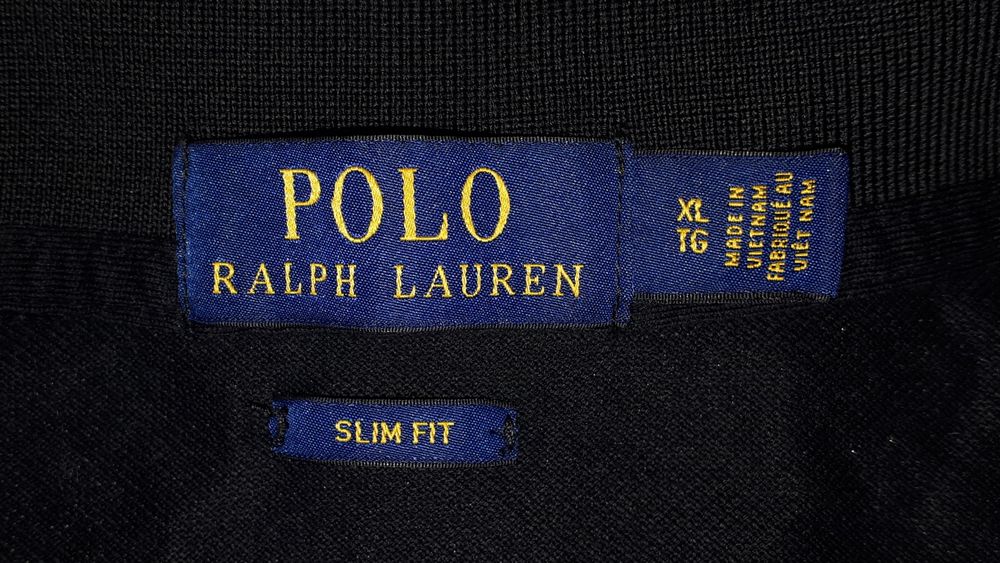 POLO
RALPH LAUREN
XL
TG
MADE IN
VIETNAM
FABRIQUÉ AU
VIÊT NAM
SLIM FIT